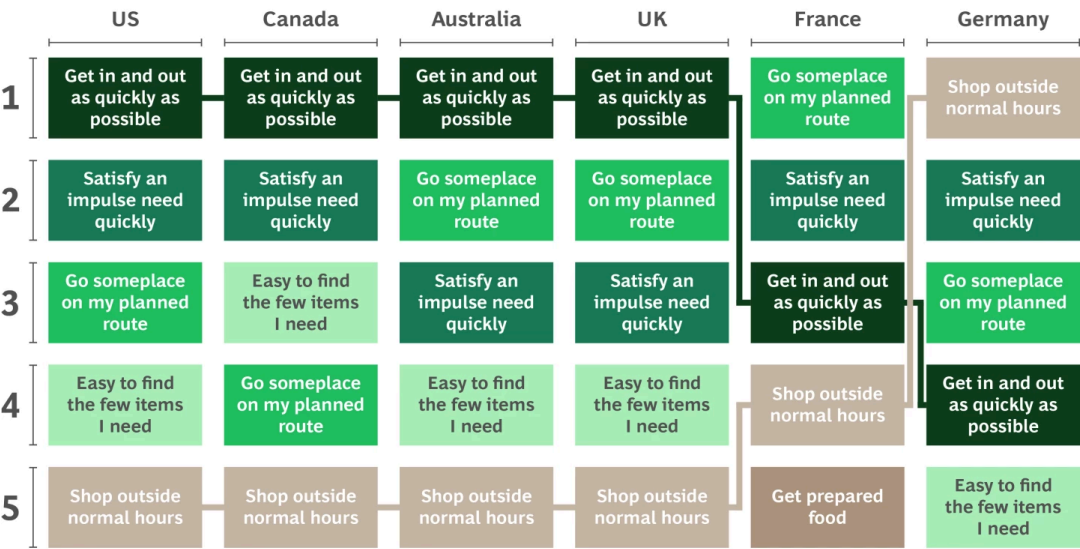 US Canada Australia UK France Germany
1
Get in and out
as quickly as
possible
Get in and out
as quickly as
possible
Get in and out
as quickly as
possible
Get in and out
as quickly as
possible
Go someplace
on my planned
route
Shop outside
normal hours
2
Satisfy an
impulse need
quickly
Satisfy an
impulse need
quickly
Go someplace
on my planned
route
Go someplace
on my planned
route
Satisfy an
impulse need
quickly
Satisfy an
impulse need
quickly
3
Go someplace
on my planned
route
Easy to find
the few items
I need
Satisfy an
impulse need
quickly
Satisfy an
impulse need
quickly
Get in and out
as quickly as
possible
Go someplace
on my planned
route
4
Easy to find
the few items
I need
Go someplace
on my planned
route
Easy to find
the few items
I need
Easy to find
the few items
I need
Shop outside
normal hours
Get in and out
as quickly as
possible
5
Shop outside
normal hours
Shop outside
normal hours
Shop outside
normal hours
Shop outside
normal hours
Get prepared
food
Easy to find
the few items
I need